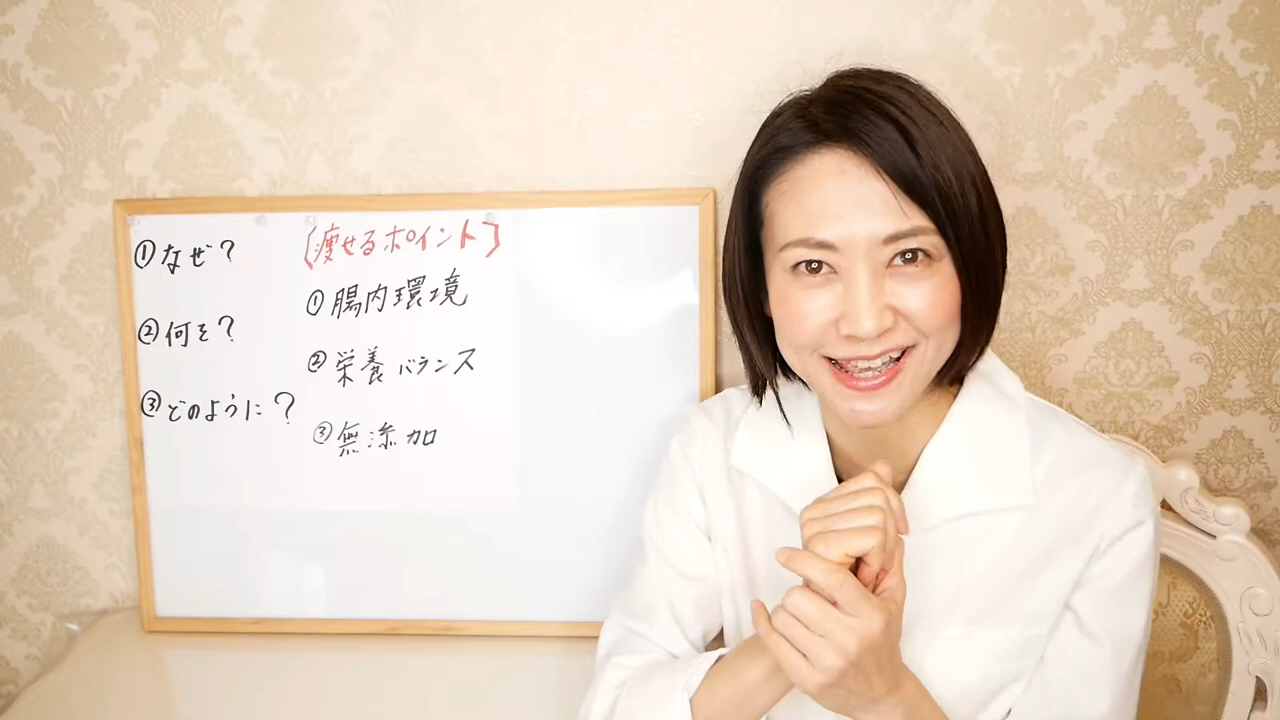 ①なぜ?
②何を?
③どのように?
[痩せるポイント]
①腸内環境
②栄養バランス
③無添加